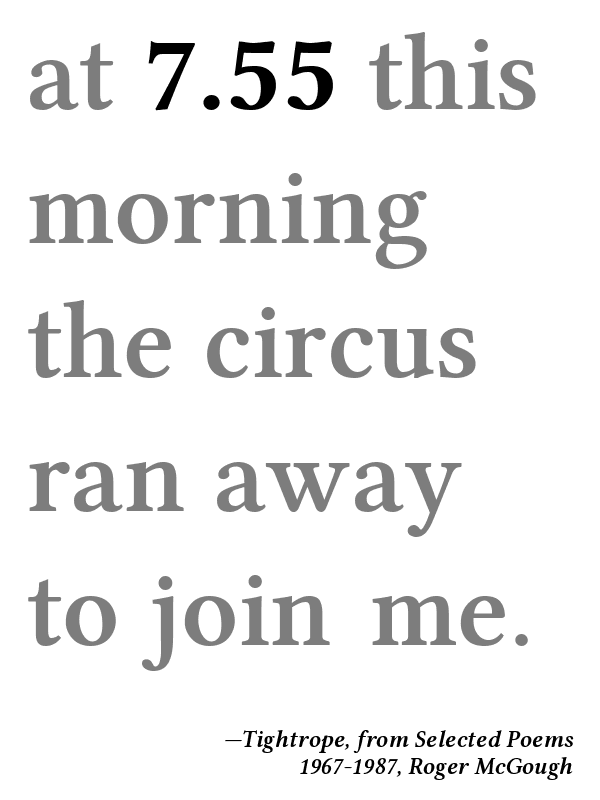 at 7.55 this
morning
the circus
ran away
to join me.
—Tightrope, from Selected Poems
1967-1987, Roger McGough